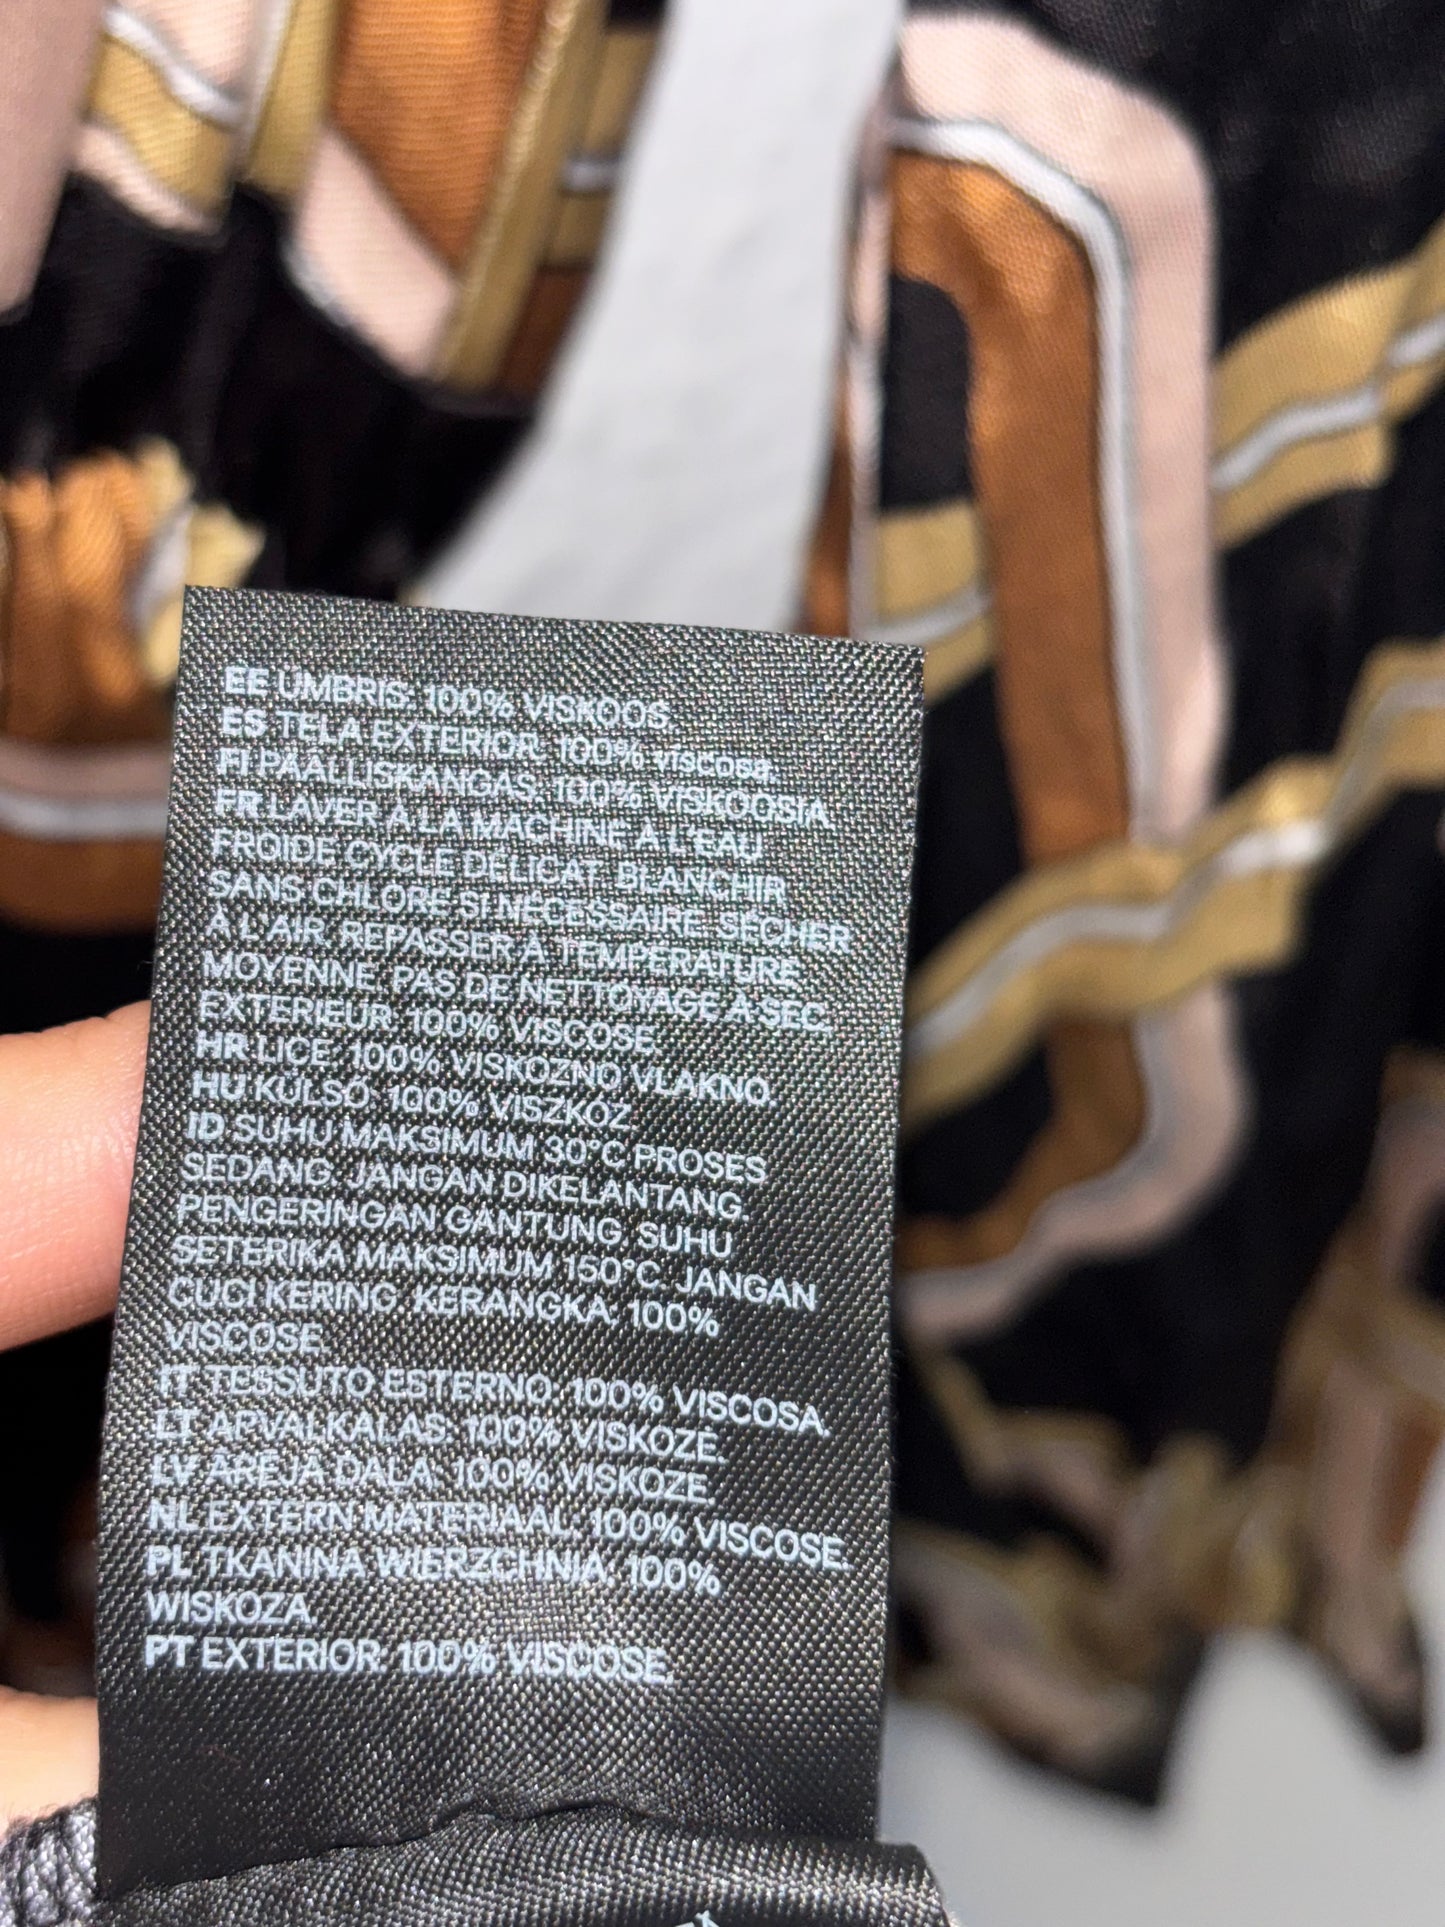 EE ÜMBRIS: 100% VISKOOS.
ES TELA EXTERIOR: 100% viscosa.
FI PÄÄLLISKANGAS: 100% VISKOOSIA.
FR LAVER À LA MACHINE À L'EAU
FROIDE CYCLE DÉLICAT. BLANCHIR
SANS CHLORE SI NÉCESSAIRE. SÉCHER
À L'AIR. REPASSER À TEMPÉRATURE
MOYENNE. PAS DE NETTOYAGE À SEC.
EXTÉRIEUR: 100% VISCOSE.
HR LICE: 100% VISKOZNO VLAKNO.
HU KÜLSŐ: 100% VISZKÓZ.
ID SUHU MAKSIMUM 30°C PROSES
SEDANG. JANGAN DIKELANTANG.
PENGERINGAN GANTUNG. SUHU
SETERIKA MAKSIMUM 150°C. JANGAN
CUCI KERING. KERANGKA: 100%
VISCOSE.
IT TESSUTO ESTERNO: 100% VISCOSA.
LT APVALKALAS: 100% VISKOZĖ.
LV ĀRĒJĀ DAĻA: 100% VISKOZE.
NL EXTERN MATERIAAL: 100% VISCOSE.
PL TKANINA WIERZCHNIA: 100%
WISKOZA.
PT EXTERIOR: 100% VISCOSE.